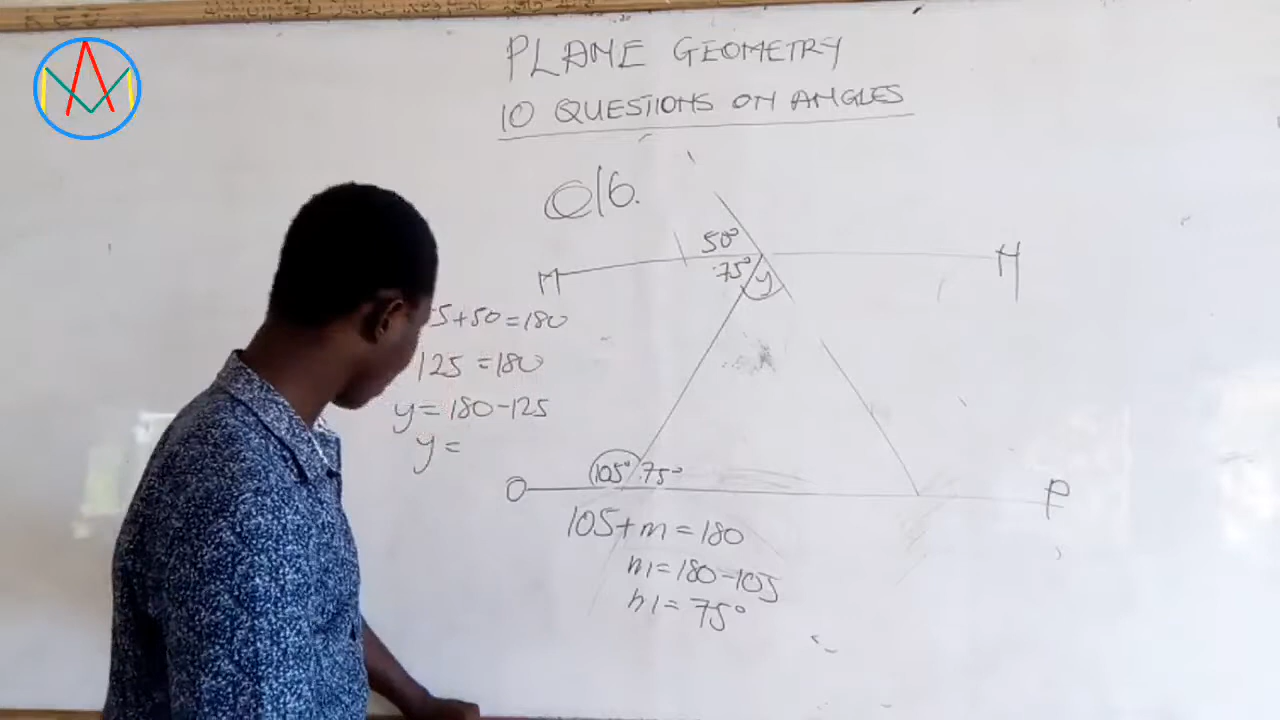 PLANE GEOMETRY
10 QUESTIONS ON ANGLES
Q16.
50°
M
75°
y
5+50=180
125=180
y=180-125
y=
105°
75°
O
P
105+m=180
m=180-105
m=75°